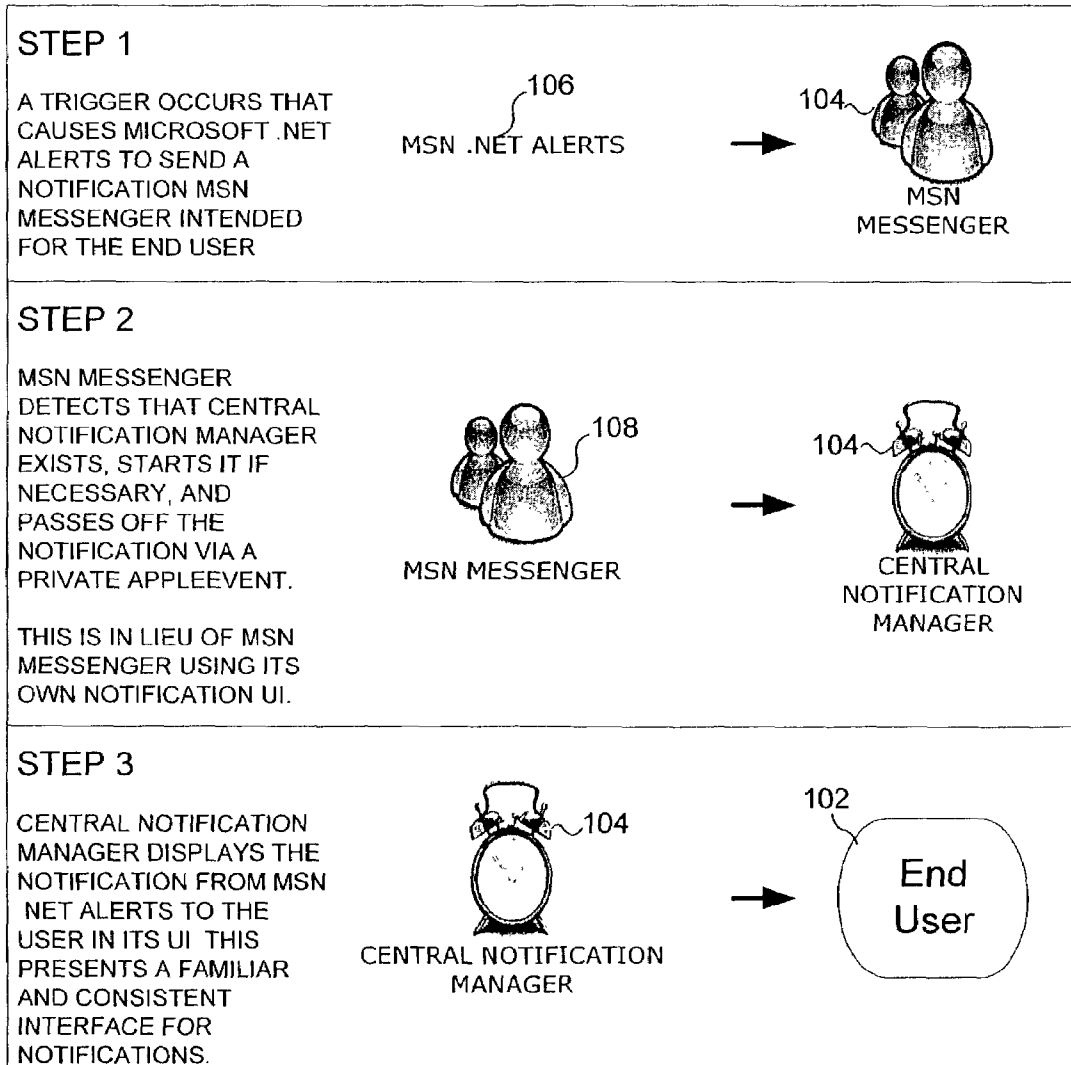 STEP 1
A TRIGGER OCCURS THAT
CAUSES MICROSOFT .NET
ALERTS TO SEND A
NOTIFICATION MSN
MESSENGER INTENDED
FOR THE END USER
106
MSN .NET ALERTS
104
MSN
MESSENGER
STEP 2
MSN MESSENGER
DETECTS THAT CENTRAL
NOTIFICATION MANAGER
EXISTS, STARTS IT IF
NECESSARY, AND
PASSES OFF THE
NOTIFICATION VIA A
PRIVATE APPLEEVENT.
THIS IS IN LIEU OF MSN
MESSENGER USING ITS
OWN NOTIFICATION UI.
108
MSN MESSENGER
104
CENTRAL
NOTIFICATION
MANAGER
STEP 3
CENTRAL NOTIFICATION
MANAGER DISPLAYS THE
NOTIFICATION FROM MSN
NET ALERTS TO THE
USER IN ITS UI THIS
PRESENTS A FAMILIAR
AND CONSISTENT
INTERFACE FOR
NOTIFICATIONS.
104
CENTRAL NOTIFICATION
MANAGER
102
End
User